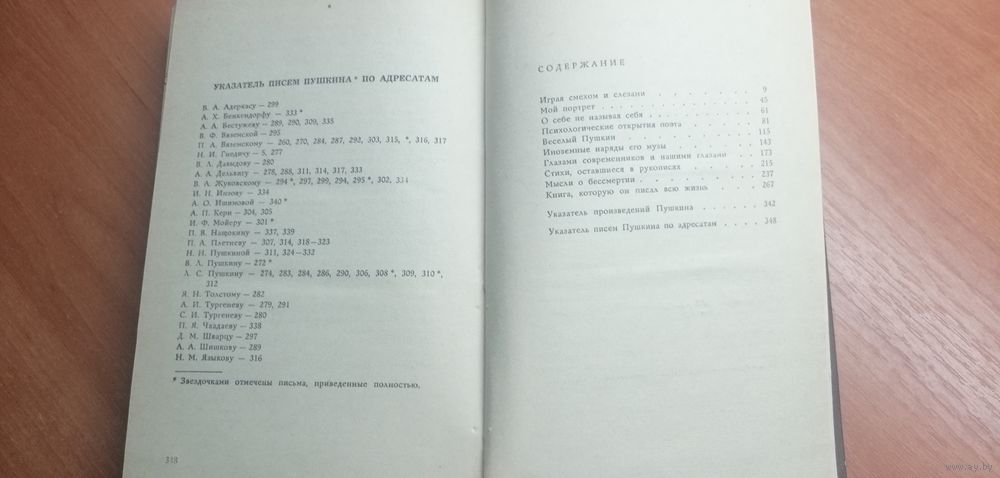 УКАЗАТЕЛЬ ПИСЕМ ПУШКИНА * ПО АДРЕСАТАМ
В. А. Адеркасу — 299
А. Х. Бенкендорфу — 333 *
А. А. Бестужеву — 289, 290, 309, 335
В. Ф. Вяземской — 295
П. А. Вяземскому — 260, 270, 284, 287, 292, 303, 315, *, 316, 317
Н. И. Гнедичу — 5, 277
В. Л. Давыдову — 280
А. А. Дельвигу — 278, 288, 311, 314, 317, 333
В. А. Жуковскому — 294 *, 297, 299, 294, 295 *, 302, 334
И. Н. Инзову — 334
А. О. Ишимовой — 340 *
А. П. Керн — 304, 305
И. Ф. Мойеру — 301 *
П. В. Нащокину — 337, 339
П. А. Плетневу — 307, 314, 318—323
Н. Н. Пушкиной — 311, 324—332
В. Л. Пушкину — 272 *
Л. С. Пушкину — 274, 283, 284, 286, 290, 306, 308 *, 309, 310 *,
312
Я. Н. Толстому — 282
А. И. Тургеневу — 279, 291
С. И. Тургеневу — 280
П. Я. Чаадаеву — 338
Д. М. Шварцу — 297
А. А. Шишкову — 289
Н. М. Языкову — 316
* Звездочками отмечены письма, приведенные полностью.
348
СОДЕРЖАНИЕ
Играя смехом и слезами . . . . . . . . 9
Мой портрет . . . . . . . . . . . 45
О себе не называя себя . . . . . . . . 61
Психологические открытия поэта . . . . . . 81
Веселый Пушкин . . . . . . . . . . 115
Иноземные наряды его музы . . . . . . . 143
Глазами современников и нашими глазами . . . . 173
Стихи, оставшиеся в рукописях . . . . . . 215
Мысли о бессмертии . . . . . . . . . 237
Книга, которую он писал всю жизнь . . . . . 267
Указатель произведений Пушкина . . . . . . 342
Указатель писем Пушкина по адресатам . . . . 348
www.ay.by